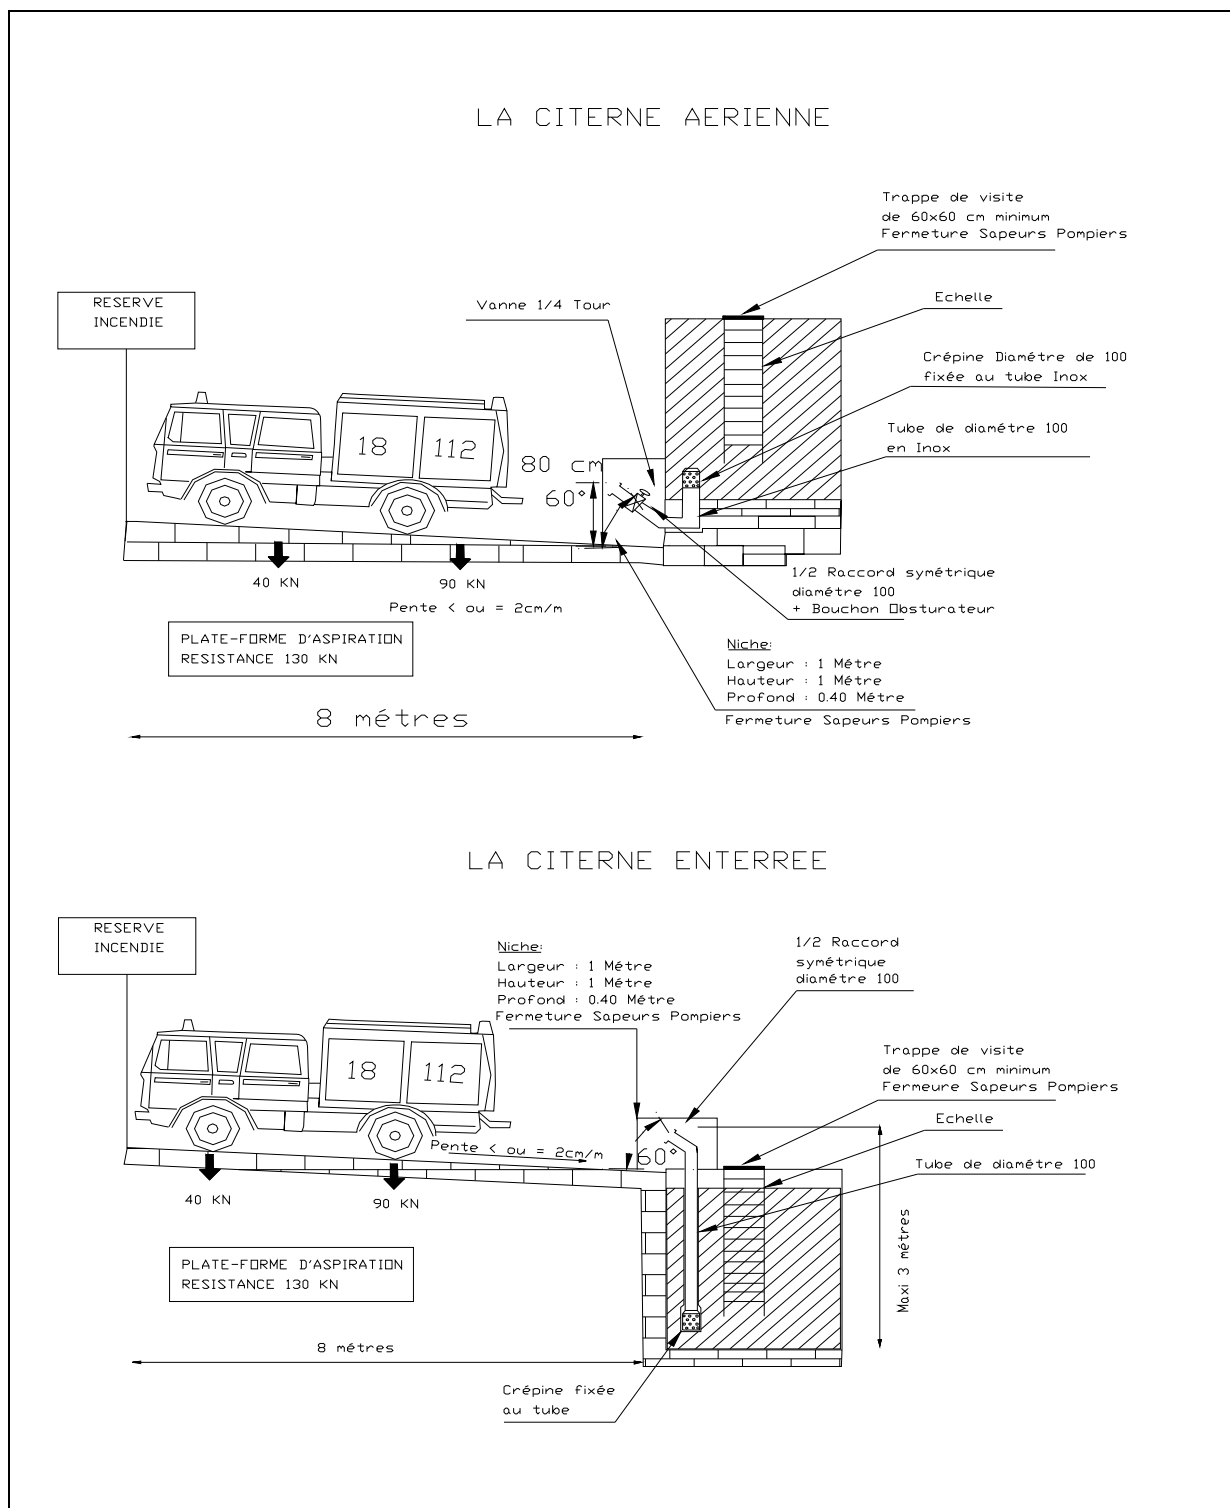 LA CITERNE AERIENNE
Trappe de visite
de 60x60 cm minimum
Fermeture Sapeurs Pompiers
RESERVE
INCENDIE
Vanne 1/4 Tour
Echelle
Crépine Diamétre de 100
fixée au tube Inox
Tube de diamétre 100
en Inox
18
112
80 cm
60°
40 KN
90 KN
Pente < ou = 2cm/m
1/2 Raccord symétrique
diamétre 100
+ Bouchon Obsturateur
PLATE-FORME D'ASPIRATION
RESISTANCE 130 KN
Niche:
Largeur : 1 Métre
Hauteur : 1 Métre
Profond : 0.40 Métre
Fermeture Sapeurs Pompiers
8 métres
LA CITERNE ENTERREE
RESERVE
INCENDIE
Niche:
Largeur : 1 Métre
Hauteur : 1 Métre
Profond : 0.40 Métre
Fermeture Sapeurs Pompiers
1/2 Raccord
symétrique
diamétre 100
Trappe de visite
de 60x60 cm minimum
Fermeure Sapeurs Pompiers
Echelle
Tube de diamétre 100
18
112
Pente < ou = 2cm/m
60°
40 KN
90 KN
Maxi 3 métres
PLATE-FORME D'ASPIRATION
RESISTANCE 130 KN
8 métres
Crépine fixée
au tube